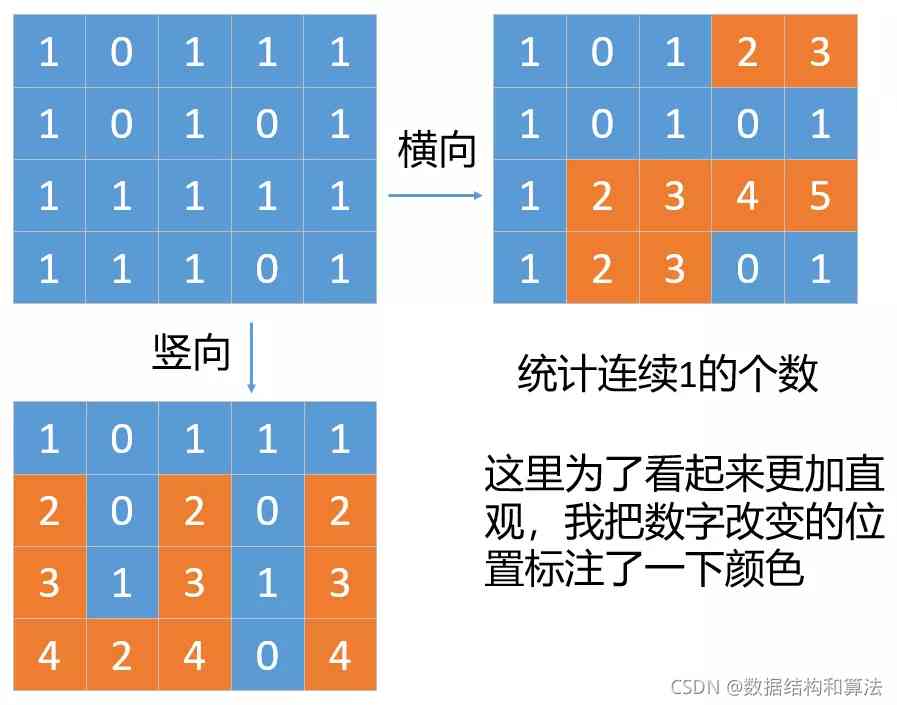 1 0 1 1 1
1 0 1 0 1
1 1 1 1 1
1 1 1 0 1
横向
1 0 1 2 3
1 0 1 0 1
1 2 3 4 5
1 2 3 0 1
竖向
1 0 1 1 1
2 0 2 0 2
3 1 3 1 3
4 2 4 0 4
统计连续1的个数
这里为了看起来更加直
观，我把数字改变的位
置标注了一下颜色
CSDN @数据结构和算法